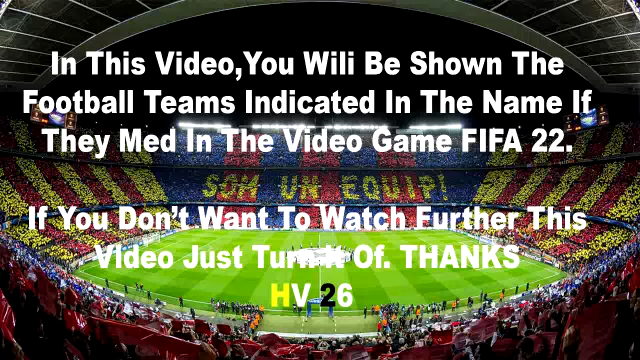 In This Video,You Wili Be Shown The
Football Teams Indicated In The Name If
They Med In The Video Game FIFA 22.
SOM UN EQUIP!
If You Don't Want To Watch Further This
Video Just Turn It Of. THANKS
HV 26